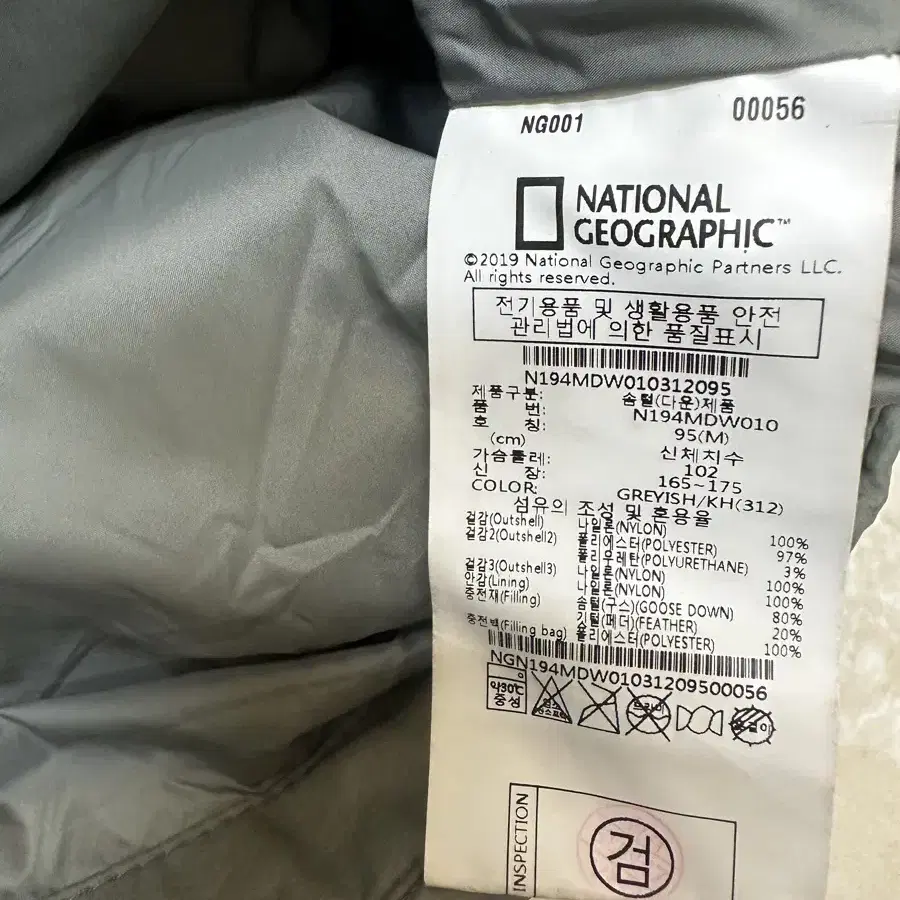 NG001 00056
NATIONAL
GEOGRAPHIC™
©2019 National Geographic Partners LLC.
All rights reserved.
전기용품 및 생활용품 안전
관리법에 의한 품질표시
N194MDW010312095
제품구분: 솜털(다운)제품
품 번: N194MDW010
호 칭: 95(M)
(cm) 신체치수
가슴둘레: 102
신 장: 165~175
COLOR: GREYISH/KH(312)
섬유의 조성 및 혼용율
겉감(Outshell) 나일론(NYLON) 100%
겉감2(Outshell2) 폴리에스터(POLYESTER) 97%
폴리우레탄(POLYURETHANE) 3%
겉감3(Outshell3) 나일론(NYLON) 100%
안감(Lining) 나일론(NYLON) 100%
충전재(Filling) 솜털(구스)(GOOSE DOWN) 80%
깃털(페더)(FEATHER) 20%
충전백(Filling bag) 폴리에스터(POLYESTER) 100%
NGN194MDW01031209500056
약30℃
중성
INSPECTION
검